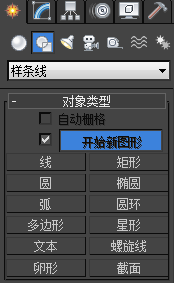 样条线
- 对象类型
自动栅格
开始新图形
线 矩形
圆 椭圆
弧 圆环
多边形 星形
文本 螺旋线
卵形 截面